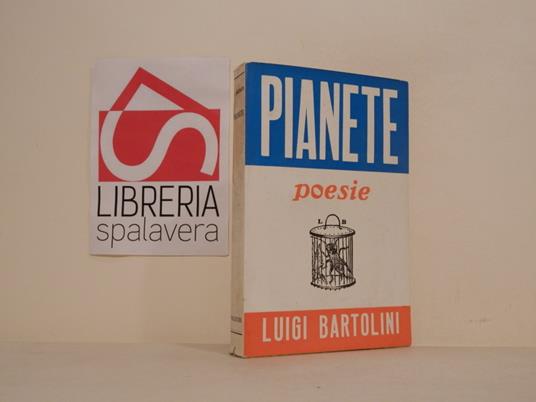 LIBRERIA
spalavera
PIANETE
poesie
L B
LUIGI BARTOLINI